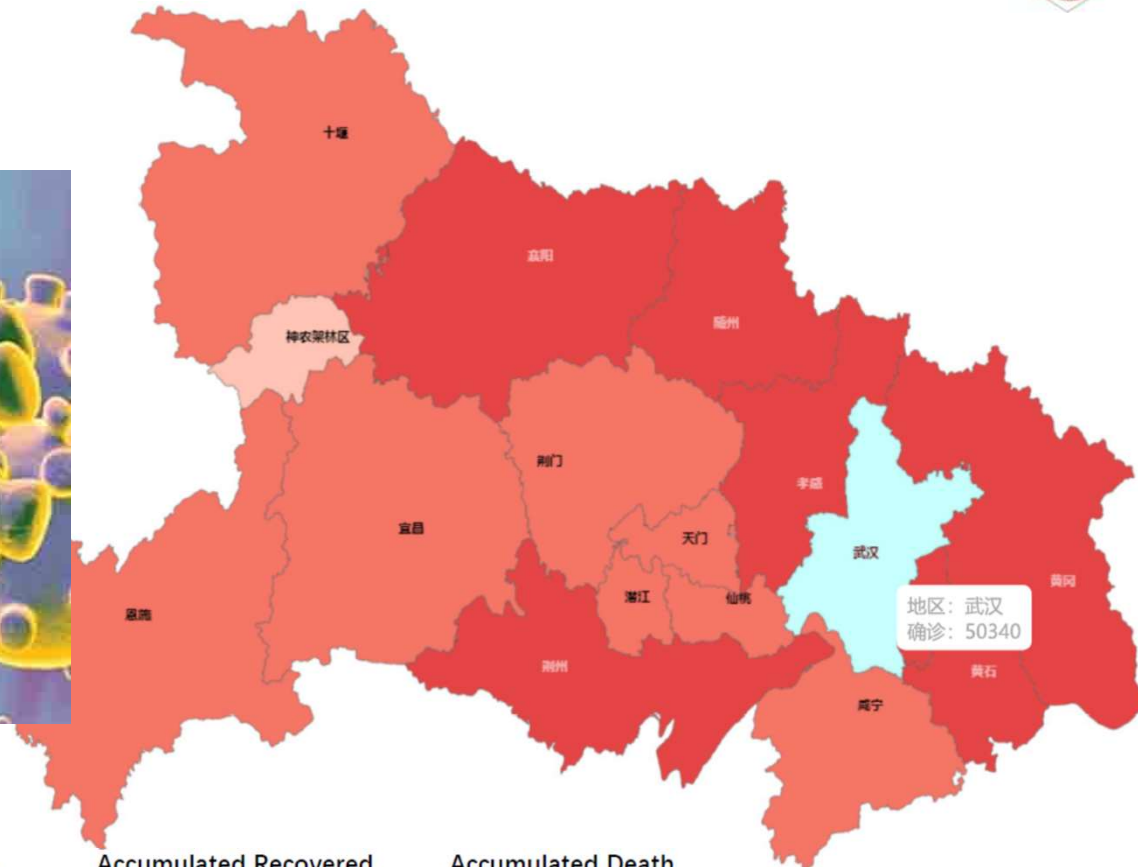 十堰
襄阳
随州
神农架林区
荆门
孝感
宜昌
天门
武汉
黄冈
潜江
仙桃
恩施
地区：武汉
确诊：50340
荆州
黄石
咸宁
Accumulated Recovered
Accumulated Death